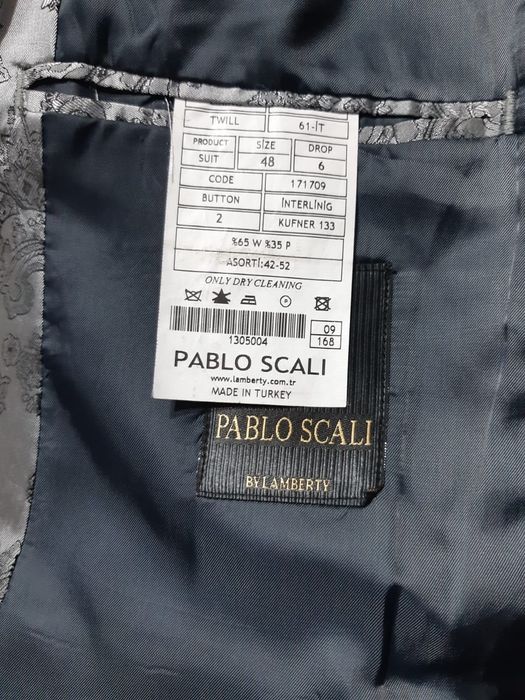 TWILL 61-İT
PRODUCT SİZE DROP
SUIT 48 6
CODE 171709
BUTTON İNTERLİNİG
2 KUFNER 133
%65 W %35 P
ASORTİ:42-52
ONLY DRY CLEANING
P
1305004
09
168
PABLO SCALI
www.lamberty.com.tr
MADE IN TURKEY
PABLO SCALI
BY LAMBERTY